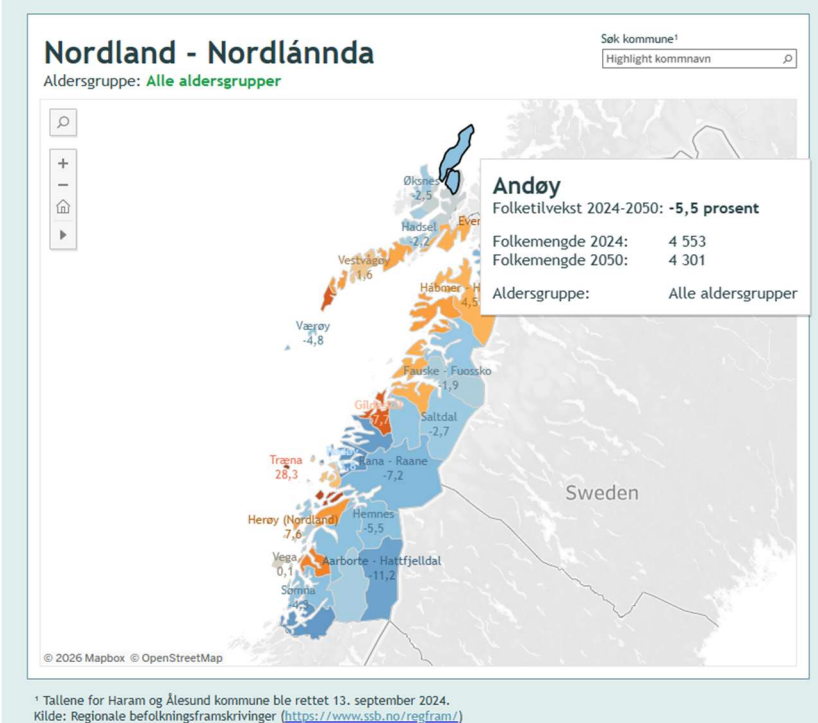 Nordland - Nordlánnda
Aldersgruppe: Alle aldersgrupper
Søk kommune¹
Highlight kommnavn
Øksnes
-2,5
Hadsel
-2,2
Vestvågøy
1,6
Værøy
-4,8
Hábmer - H
4,5
Fauske - Fuossko
-1,9
Saltdal
-2,7
Rana - Raane
-7,2
Træna
28,3
Herøy (Nordland)
7,6
Hemnes
-5,5
Vega
0,1
Aarborte - Hattfjelldal
-11,2
Sømna
Sweden
Andøy
Folketilvekst 2024-2050: -5,5 prosent
Folkemengde 2024: 4 553
Folkemengde 2050: 4 301
Aldersgruppe: Alle aldersgrupper
© 2026 Mapbox © OpenStreetMap
¹ Tallene for Haram og Ålesund kommune ble rettet 13. september 2024.
Kilde: Regionale befolkningsframskrivinger (https://www.ssb.no/regfram/)